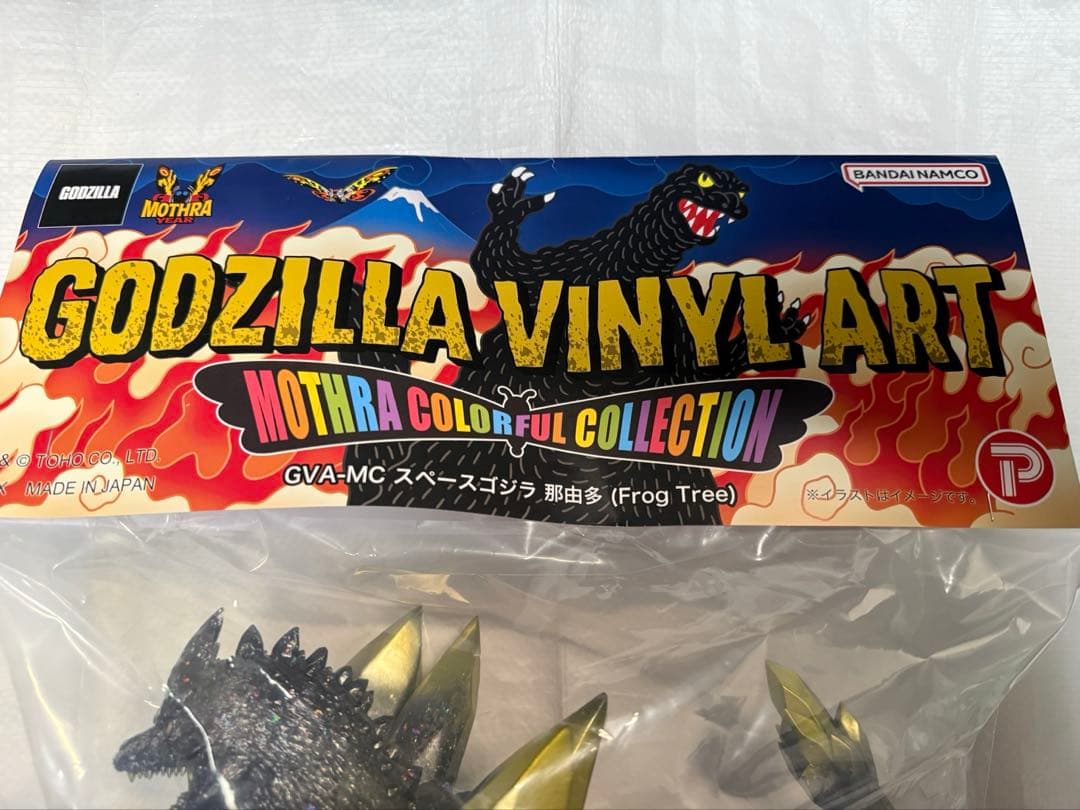 GODZILLA
MOTHRA
YEAR
BANDAI NAMCO
GODZILLA VINYL ART
MOTHRA COLORFUL COLLECTION
& © TOHO CO., LTD.
MADE IN JAPAN
GVA-MC スペースゴジラ 那由多 (Frog Tree)
※イラストはイメージです。
P